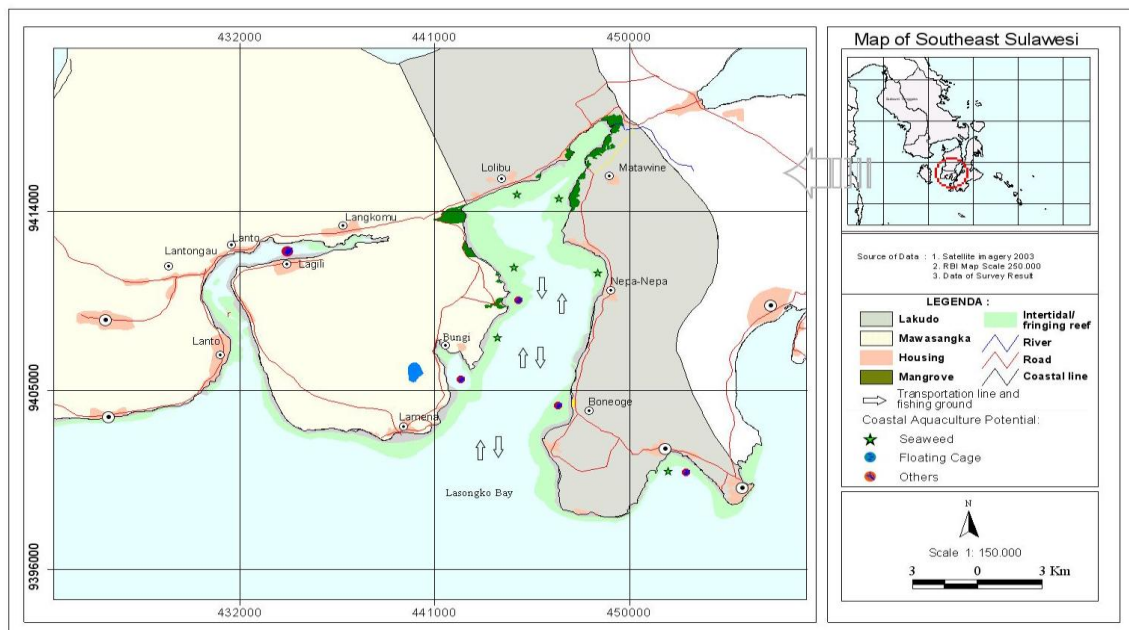 432000
441000
450000
9414000
9405000
9396000
Lolibu
Matawine
Langkomu
Lanto
Lantongau
Lagili
Nepa-Nepa
Lanto
Bungi
Boneoge
Lamena
Lasongko Bay
432000
441000
450000
Map of Southeast Sulawesi
Source of Data : 1. Satellite imagery 2003
2. RBI Map Scale 250.000
3. Data of Survey Result
LEGENDA :
Lakudo
Mawasangka
Housing
Mangrove
Intertidal/
fringing reef
River
Road
Coastal line
Transportation line and
fishing ground
Coastal Aquaculture Potential:
Seaweed
Floating Cage
Others
N
Scale 1: 150.000
3 0 3 Km